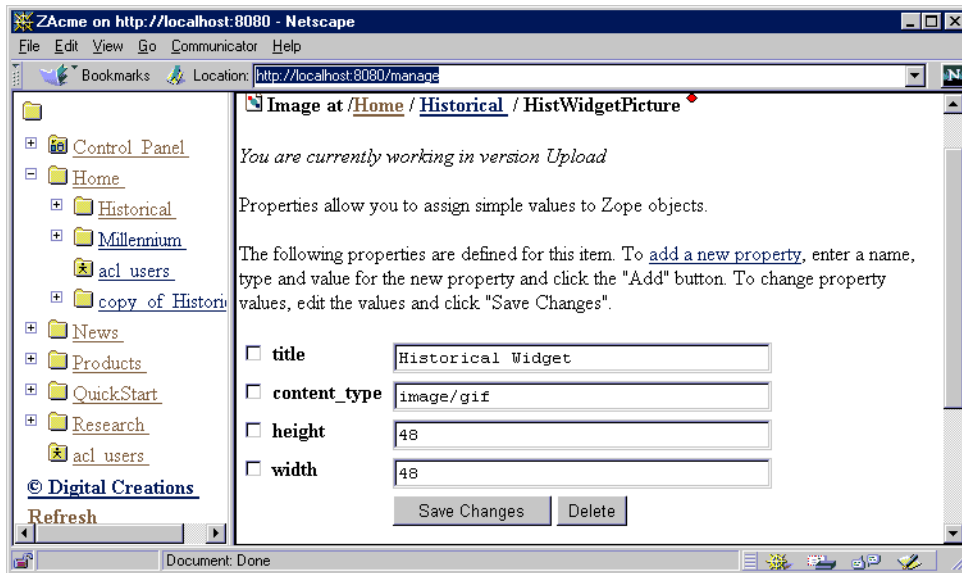 ZAcme on http://localhost:8080 - Netscape
File Edit View Go Communicator Help
Bookmarks Location: http://localhost:8080/manage
Control Panel
Home
Historical
Millennium
acl users
copy of Histori
News
Products
QuickStart
Research
acl users
© Digital Creations
Refresh
Image at /Home / Historical / HistWidgetPicture
You are currently working in version Upload
Properties allow you to assign simple values to Zope objects.
The following properties are defined for this item. To add a new property, enter a name,
type and value for the new property and click the "Add" button. To change property
values, edit the values and click "Save Changes".
title Historical Widget
content_type image/gif
height 48
width 48
Save Changes Delete
Document: Done